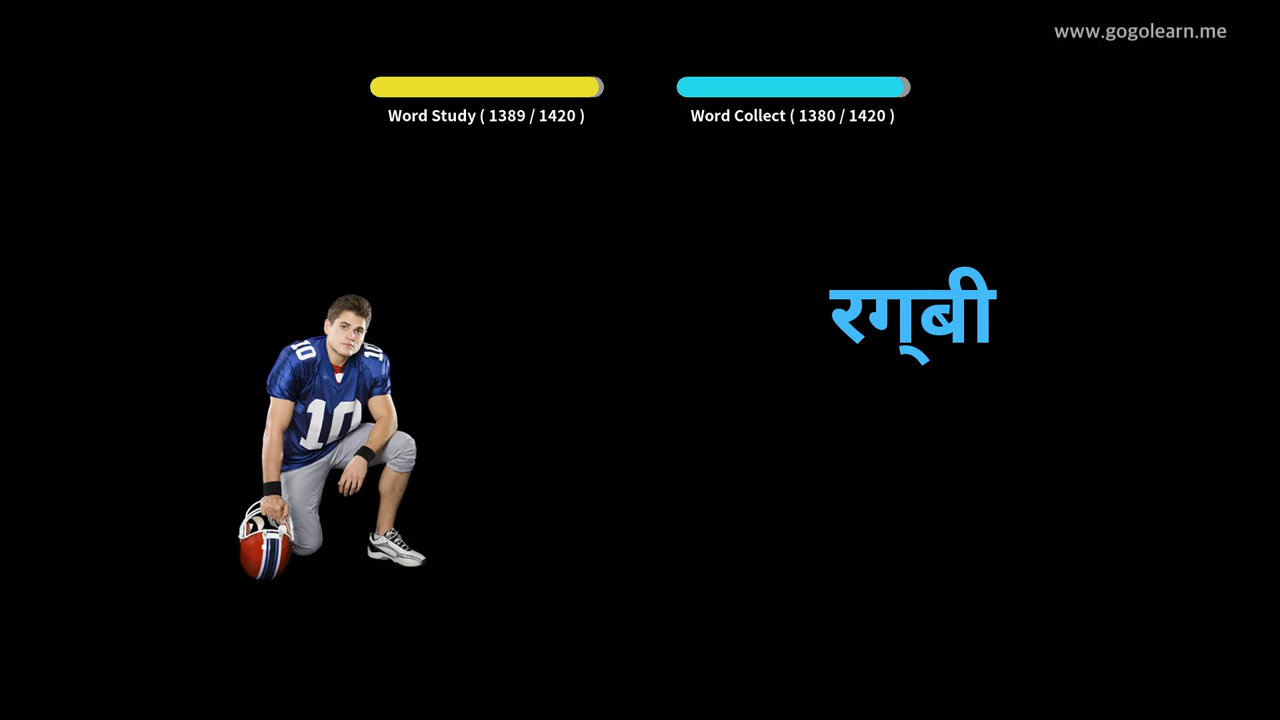 www.gogolearn.me
Word Study ( 1389 / 1420 )
Word Collect ( 1380 / 1420 )
रग्‌बी
10
10
10